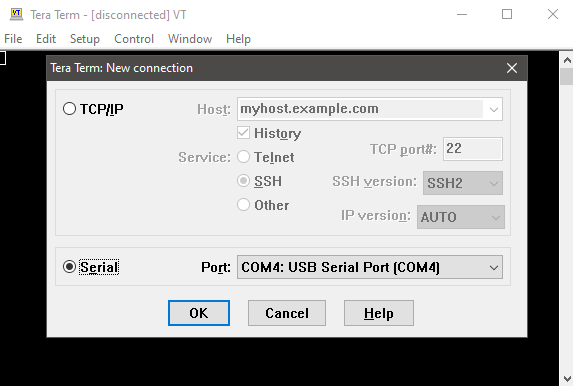 VT Tera Term - [disconnected] VT
File Edit Setup Control Window Help
Tera Term: New connection
TCP/IP Host: myhost.example.com
History
Service: Telnet TCP port#: 22
SSH SSH version: SSH2
Other IP version: AUTO
Serial Port: COM4: USB Serial Port (COM4)
OK Cancel Help